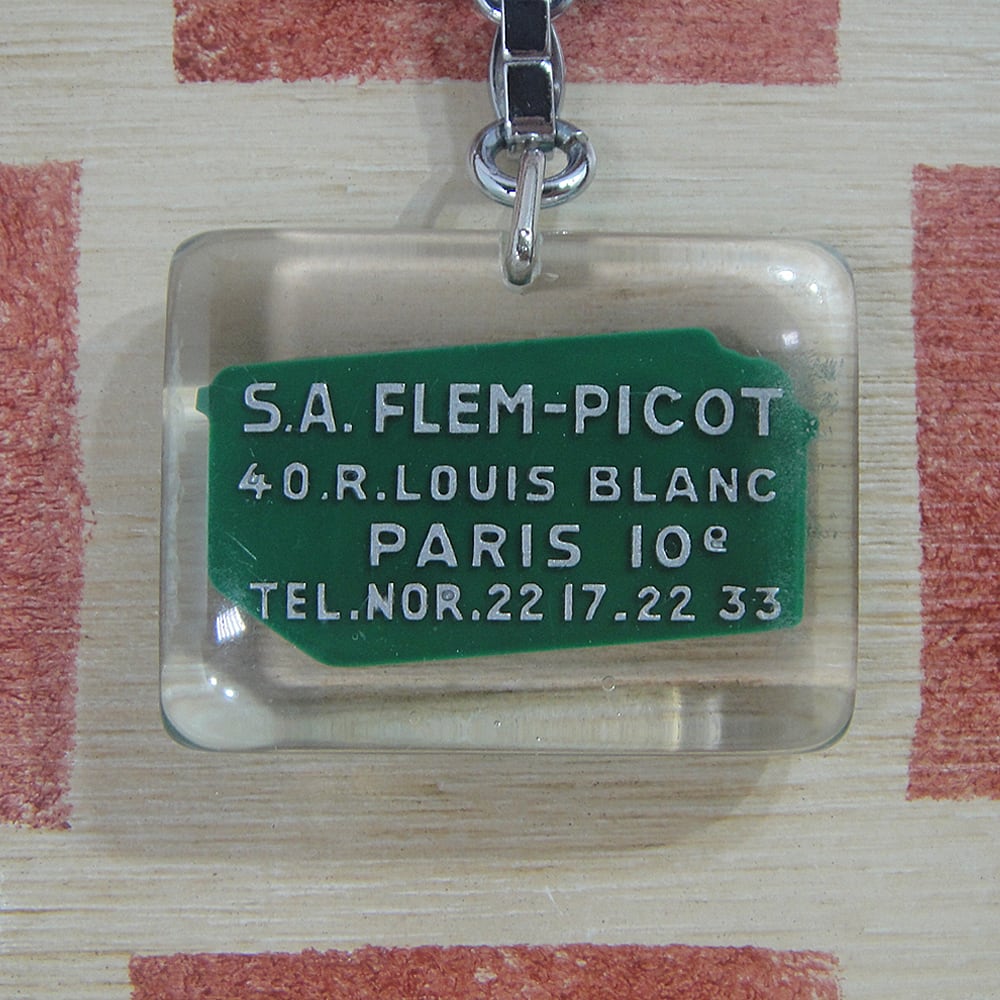 S.A. FLEM-PICOT
40.R.LOUIS BLANC
PARIS 10e
TEL.NOR.22 17.22 33